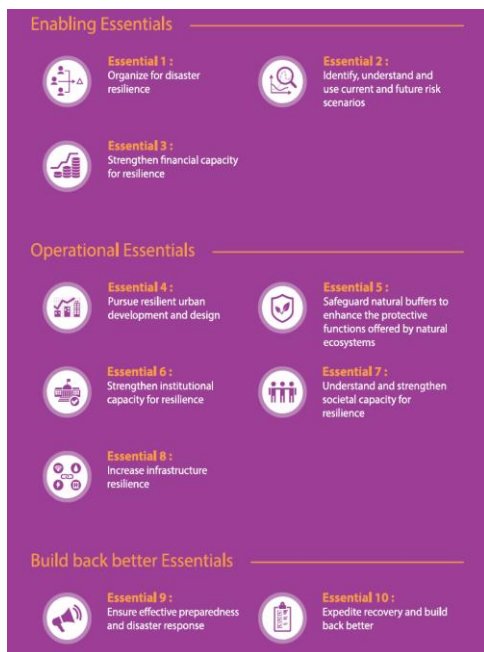 Enabling Essentials
Essential 1 :
Organize for disaster
resilience
Essential 2 :
Identify, understand and
use current and future risk
scenarios
Essential 3 :
Strengthen financial capacity
for resilience
Operational Essentials
Essential 4 :
Pursue resilient urban
development and design
Essential 5 :
Safeguard natural buffers to
enhance the protective
functions offered by natural
ecosystems
Essential 6 :
Strengthen institutional
capacity for resilience
Essential 7 :
Understand and strengthen
societal capacity for
resilience
Essential 8 :
Increase infrastructure
resilience
Build back better Essentials
Essential 9 :
Ensure effective preparedness
and disaster response
Essential 10 :
Expedite recovery and build
back better